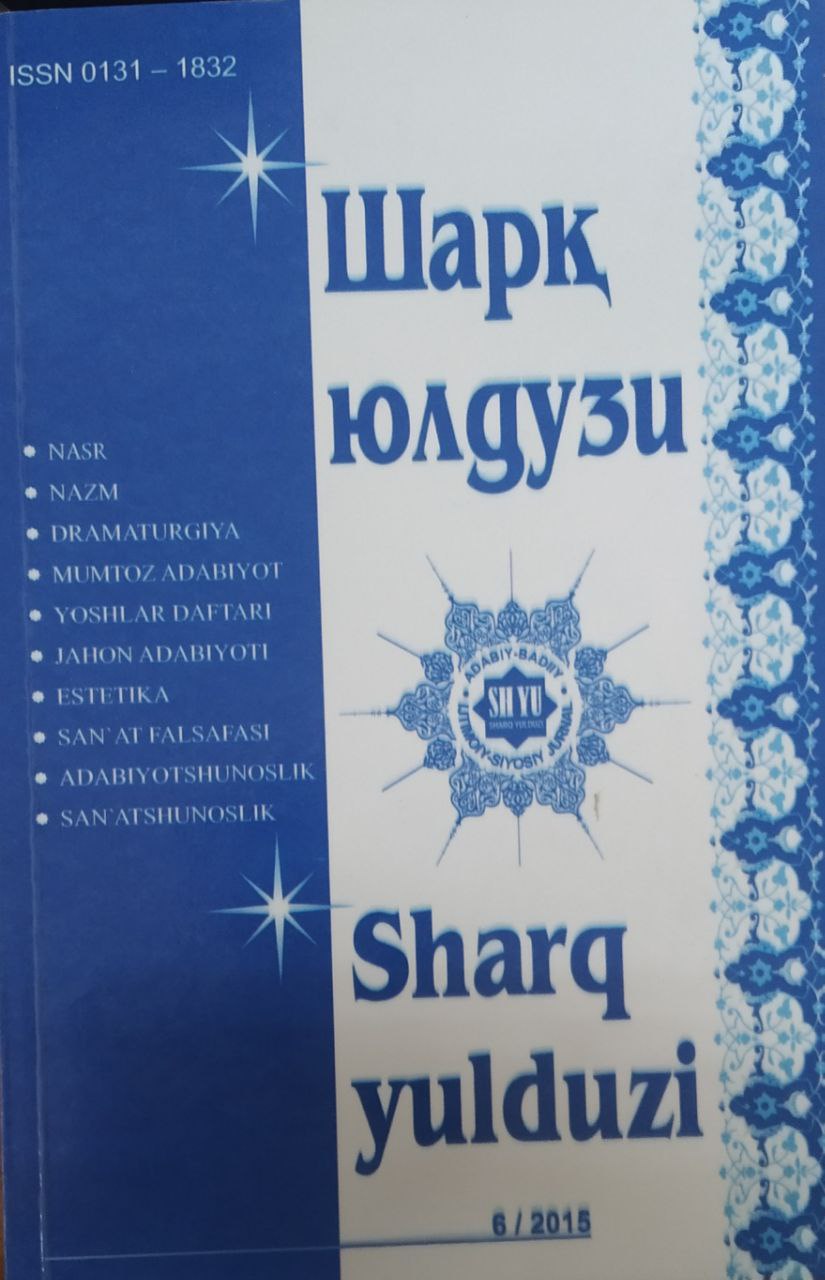 ISSN 0131 – 1832
Шарқ
юлдузи
NASR
NAZM
DRAMATURGIYA
MUMTOZ ADABIYOT
YOSHLAR DAFTARI
JAHON ADABIYOTI
ESTETIKA
SAN`AT FALSAFASI
ADABIYOTSHUNOSLIK
SAN`ATSHUNOSLIK
ADABIY-BADIIY
SH YU
SHARQ YULDUZI
IJTIMOIY-SIYOSIY JURNAL
Sharq
yulduzi
6 / 2015